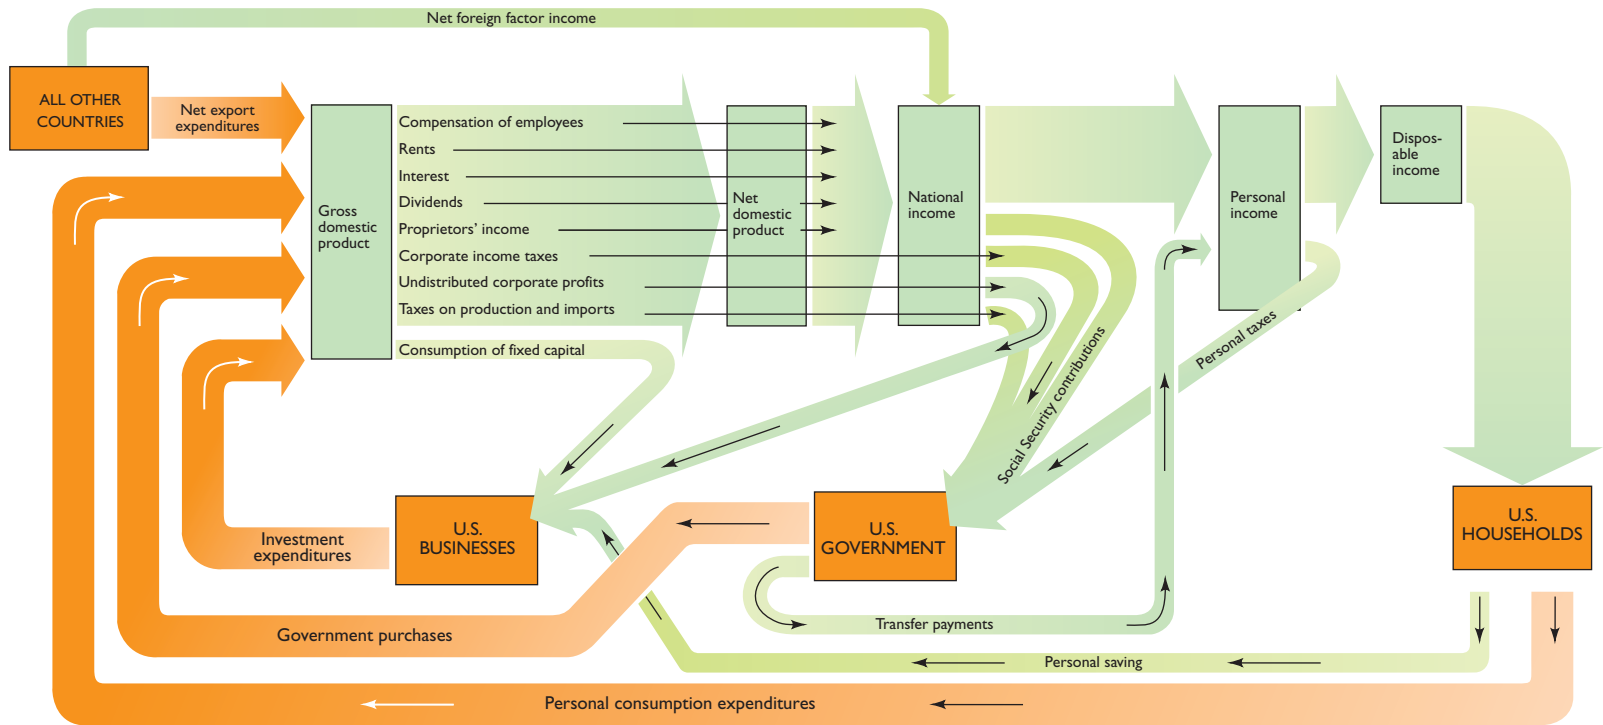 Net foreign factor income
ALL OTHER
COUNTRIES
Net export
expenditures
Gross
domestic
product
Compensation of employees
Rents
Interest
Dividends
Proprietors’ income
Corporate income taxes
Undistributed corporate profits
Taxes on production and imports
Consumption of fixed capital
Net
domestic
product
National
income
Personal
income
Dispos-
able
income
Social Security contributions
Personal taxes
U.S.
BUSINESSES
U.S.
GOVERNMENT
U.S.
HOUSEHOLDS
Investment
expenditures
Government purchases
Transfer payments
Personal saving
Personal consumption expenditures